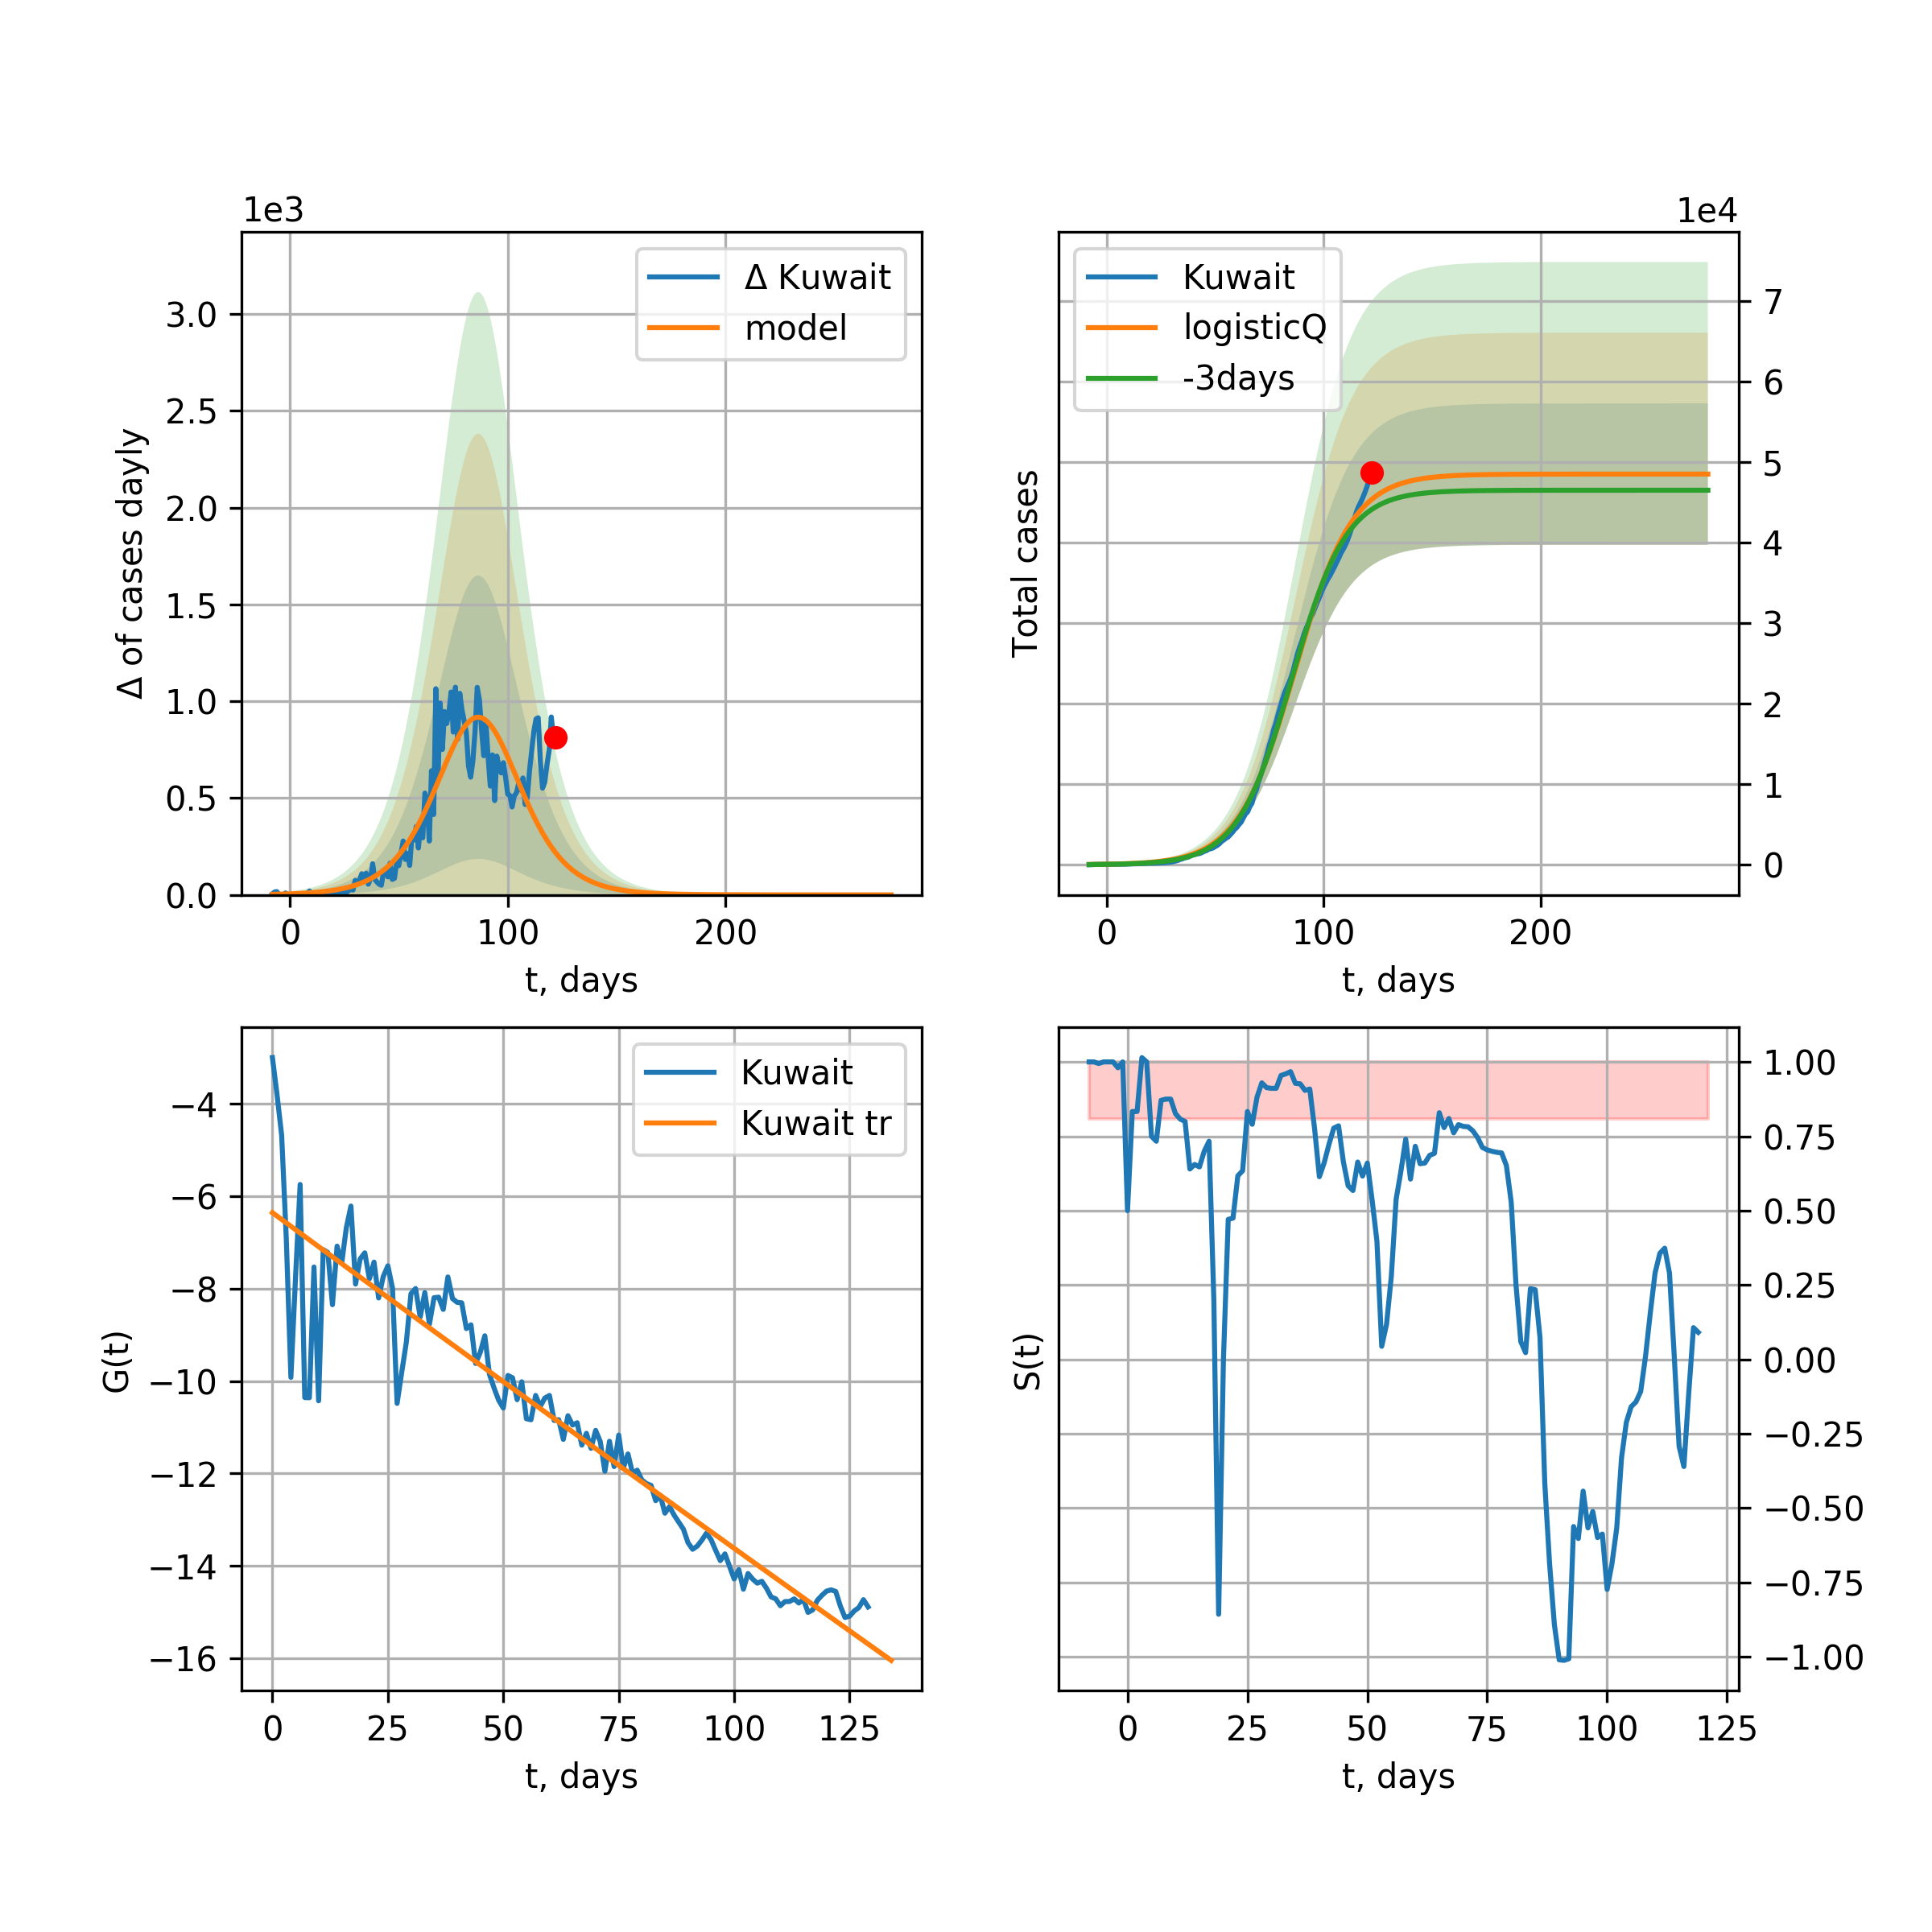 1e3
Δ Kuwait
model
3.0
2.5
2.0
1.5
1.0
0.5
0.0
Δ of cases dayly
0 100 200
t, days
1e4
Kuwait
logisticQ
-3days
7
6
5
4
3
2
1
0
Total cases
0 100 200
t, days
Kuwait
Kuwait tr
−4
−6
−8
−10
−12
−14
−16
G(t)
0 25 50 75 100 125
t, days
1.00
0.75
0.50
0.25
0.00
−0.25
−0.50
−0.75
−1.00
S(t)
0 25 50 75 100 125
t, days